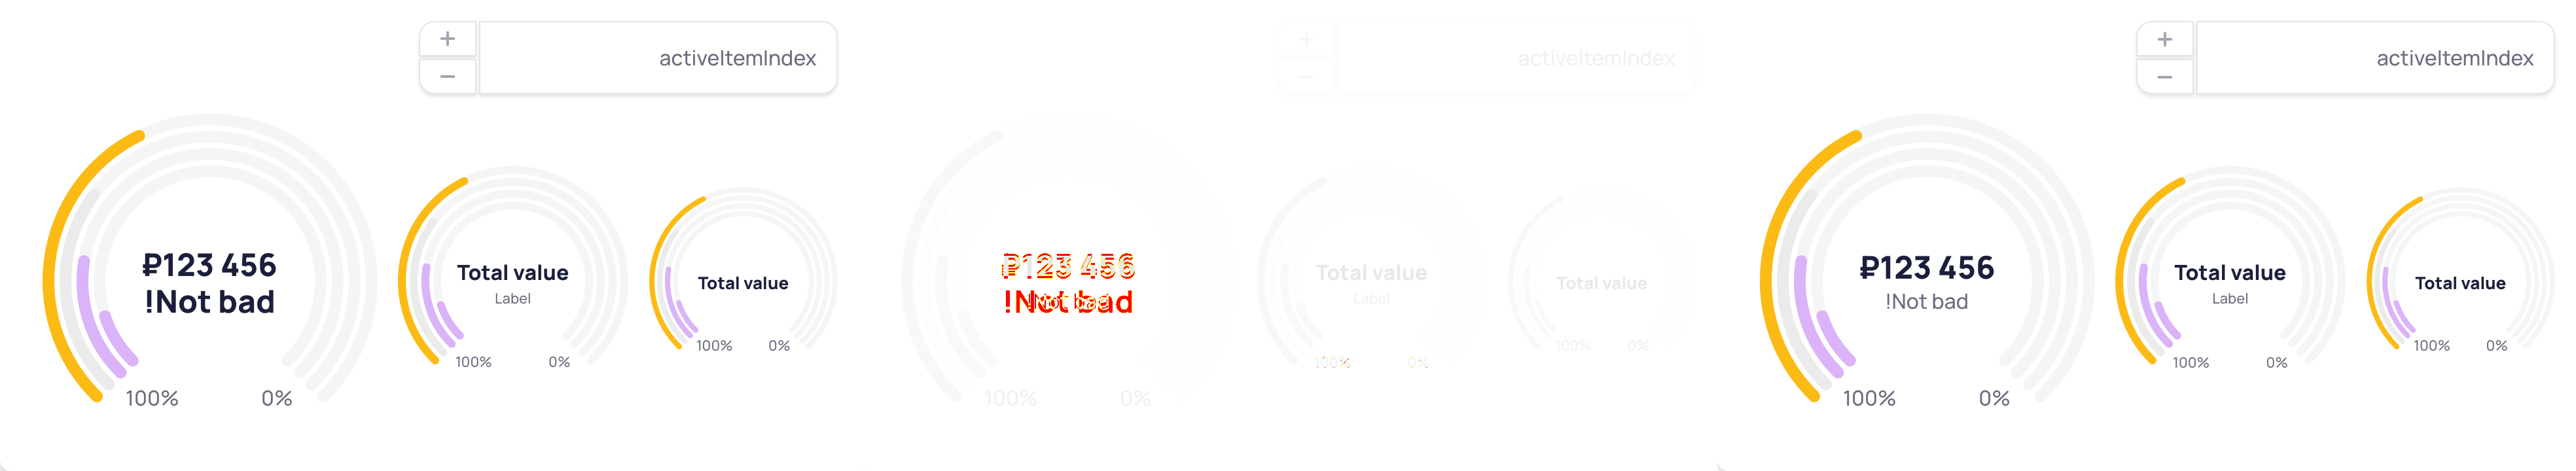 +
activeItemIndex
−
₽123 456
!Not bad
100%
0%
Total value
Label
100%
0%
Total value
100%
0%
+
activeItemIndex
−
₽123 456
!Not bad
100%
0%
Total value
Label
100%
0%
Total value
100%
0%
+
activeItemIndex
−
₽123 456
!Not bad
100%
0%
Total value
Label
100%
0%
Total value
100%
0%